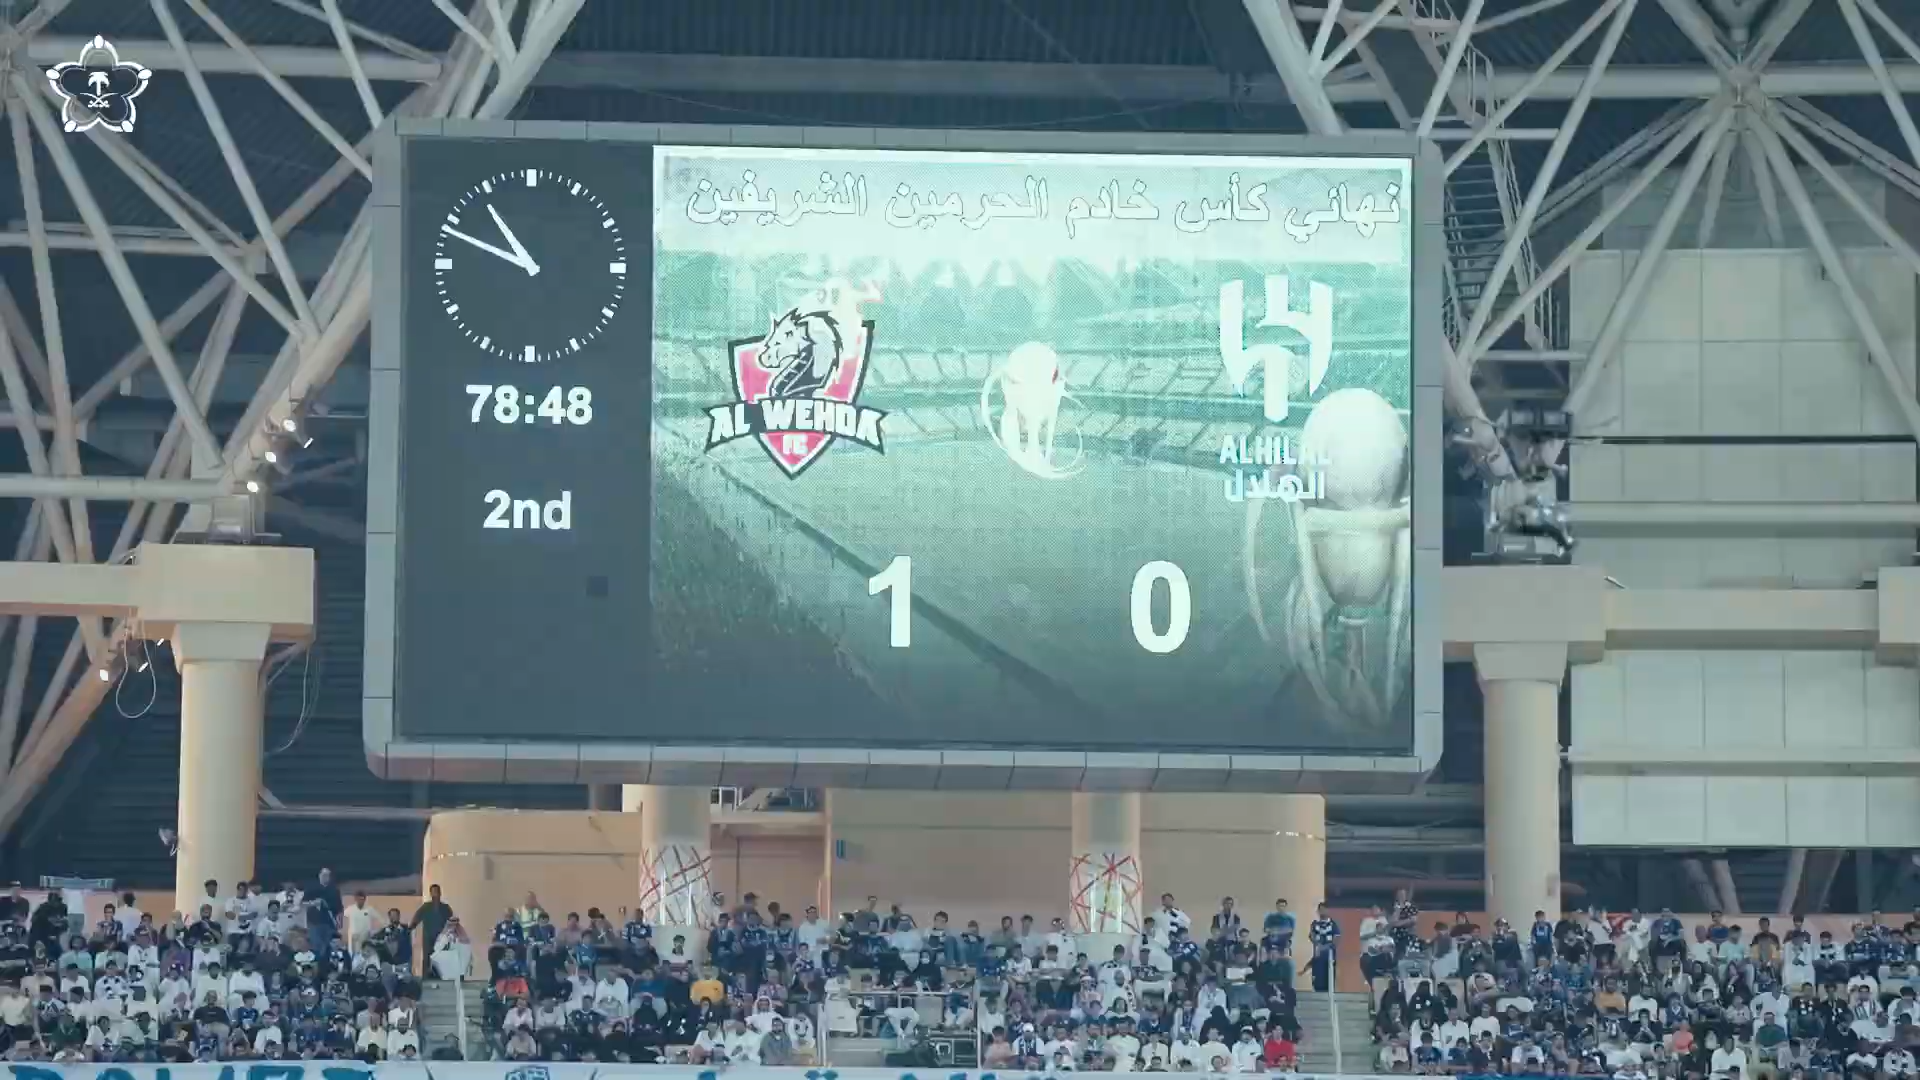 نهائي كأس خادم الحرمين الشريفين
78:48
2nd
AL WEHDA
FC
ALHILAL
الهلال
1 0